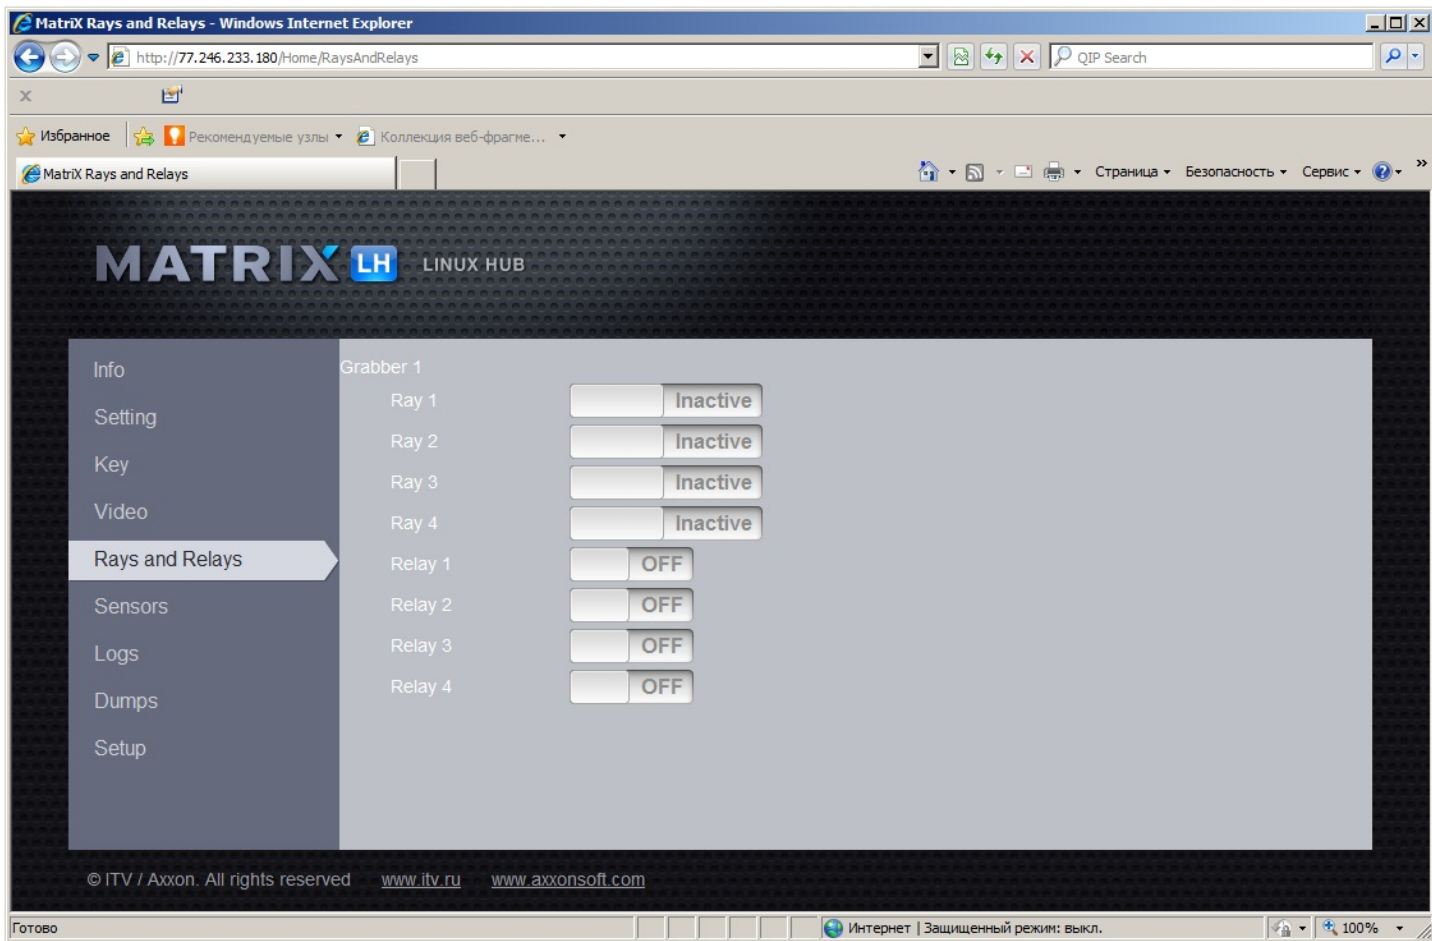 MatriX Rays and Relays - Windows Internet Explorer
http://77.246.233.180/Home/RaysAndRelays QIP Search
x
Избранное Рекомендуемые узлы Коллекция веб-фрагме...
MatriX Rays and Relays Страница Безопасность Сервис »
MATRIX LH LINUX HUB
Info
Setting
Key
Video
Rays and Relays
Sensors
Logs
Dumps
Setup
Grabber 1
Ray 1 Inactive
Ray 2 Inactive
Ray 3 Inactive
Ray 4 Inactive
Relay 1 OFF
Relay 2 OFF
Relay 3 OFF
Relay 4 OFF
© ITV / Axxon. All rights reserved www.itv.ru www.axxonsoft.com
Готово Интернет | Защищенный режим: выкл. 100%